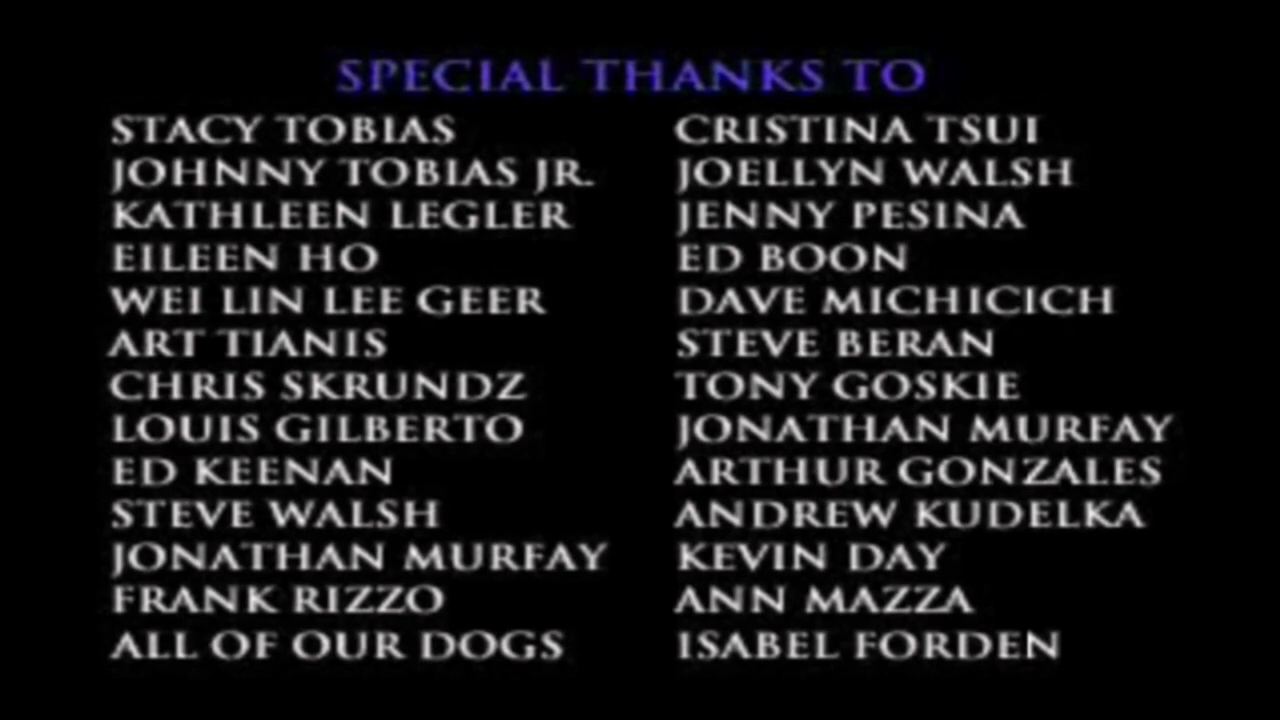 SPECIAL THANKS TO
STACY TOBIAS
JOHNNY TOBIAS JR.
KATHLEEN LEGLER
EILEEN HO
WEI LIN LEE GEER
ART TIANIS
CHRIS SKRUNDZ
LOUIS GILBERTO
ED KEENAN
STEVE WALSH
JONATHAN MURFAY
FRANK RIZZO
ALL OF OUR DOGS
CRISTINA TSUI
JOELLYN WALSH
JENNY PESINA
ED BOON
DAVE MICHICICH
STEVE BERAN
TONY GOSKIE
JONATHAN MURFAY
ARTHUR GONZALES
ANDREW KUDELKA
KEVIN DAY
ANN MAZZA
ISABEL FORDEN